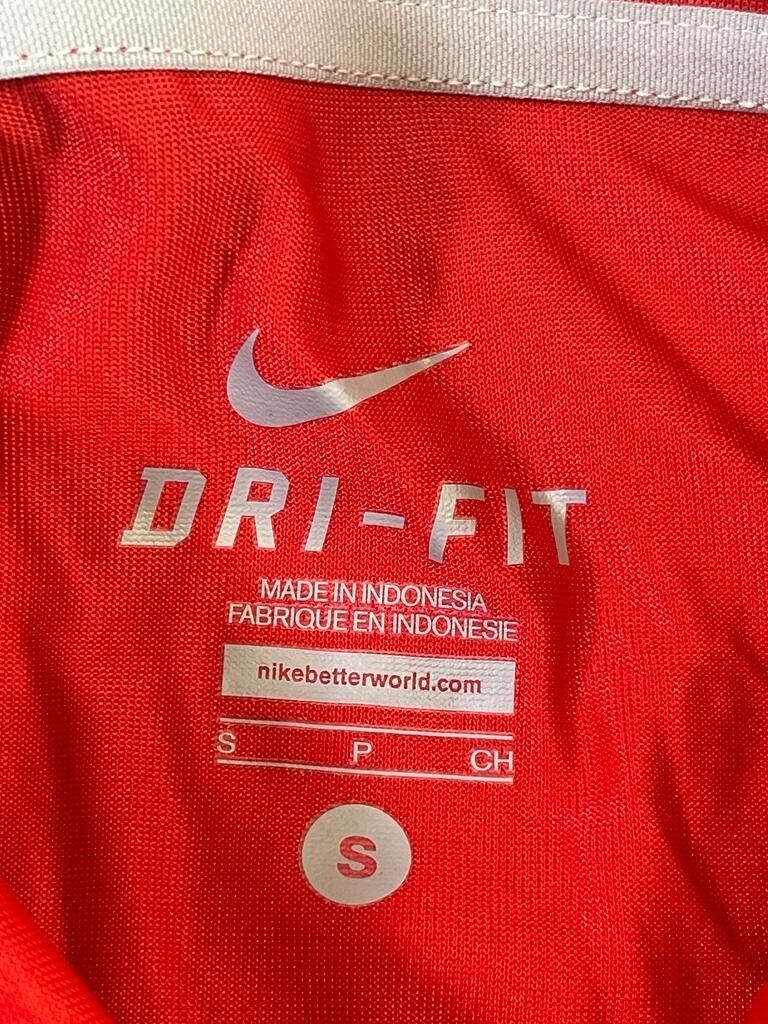 DRI-FIT
MADE IN INDONESIA
FABRIQUE EN INDONESIE
nikebetterworld.com
S P CH
S